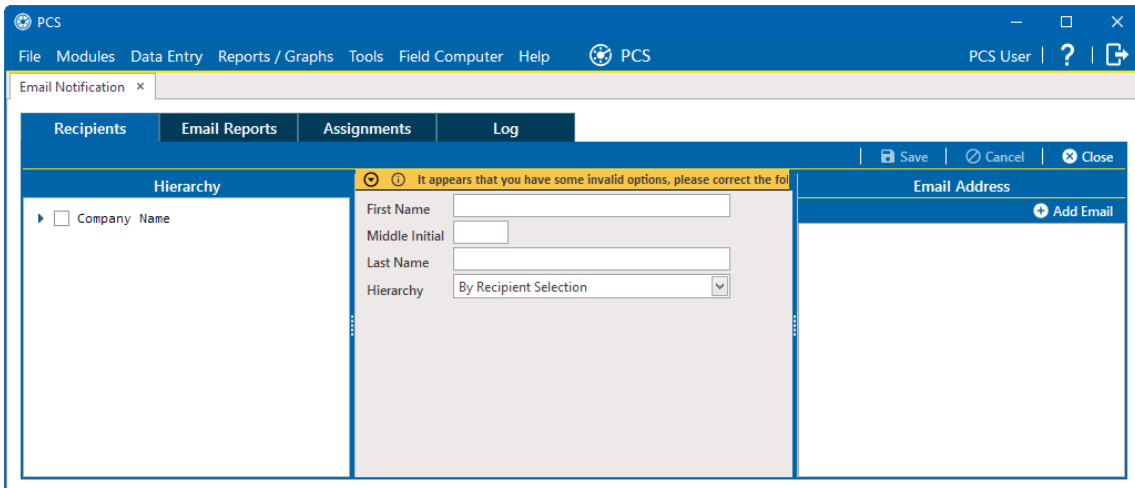 PCS
File Modules Data Entry Reports / Graphs Tools Field Computer Help PCS PCS User | ? |
Email Notification ×
Recipients Email Reports Assignments Log
Save | Cancel | Close
Hierarchy
It appears that you have some invalid options, please correct the fol
Email Address
Add Email
Company Name
First Name
Middle Initial
Last Name
Hierarchy By Recipient Selection